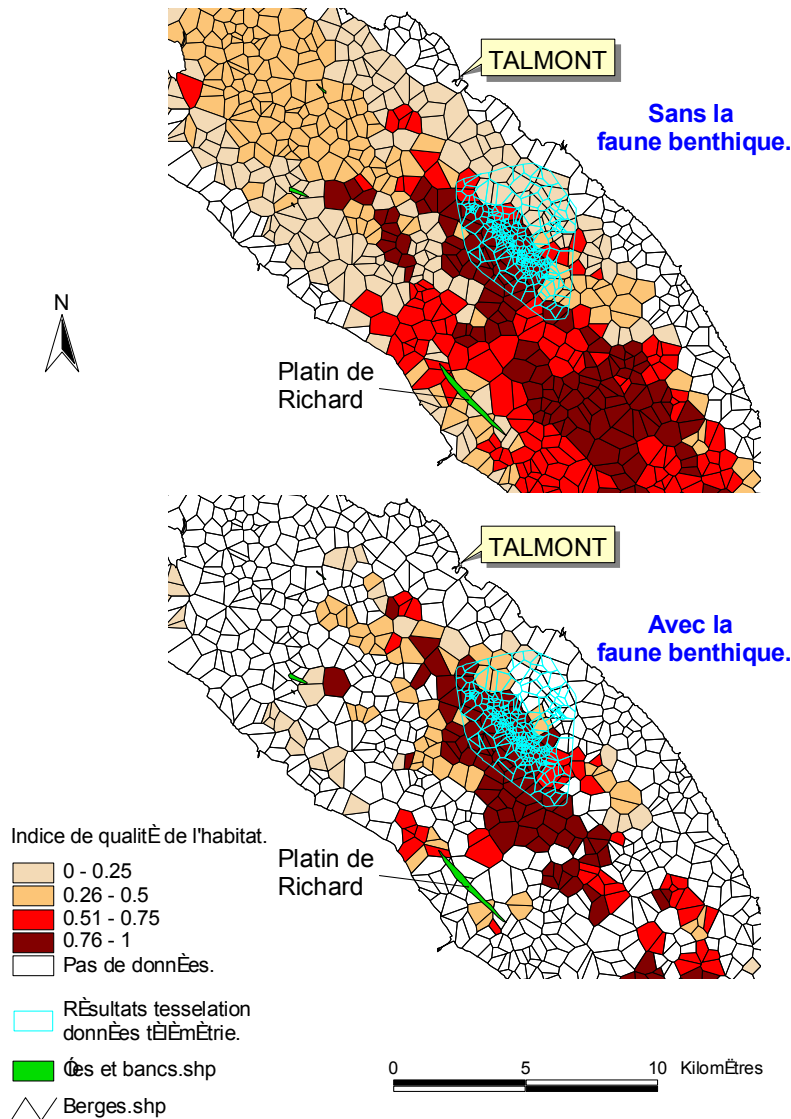 TALMONT
Sans la
faune benthique.
N
Platin de
Richard
TALMONT
Avec la
faune benthique.
Platin de
Richard
Indice de qualitÈ de l'habitat.
0 - 0.25
0.26 - 0.5
0.51 - 0.75
0.76 - 1
Pas de donnÈes.
RÈsultats tesselation
donnÈes tÈlÈmÈtrie.
et bancs.shp
Berges.shp
0 5 10 KilomËtres